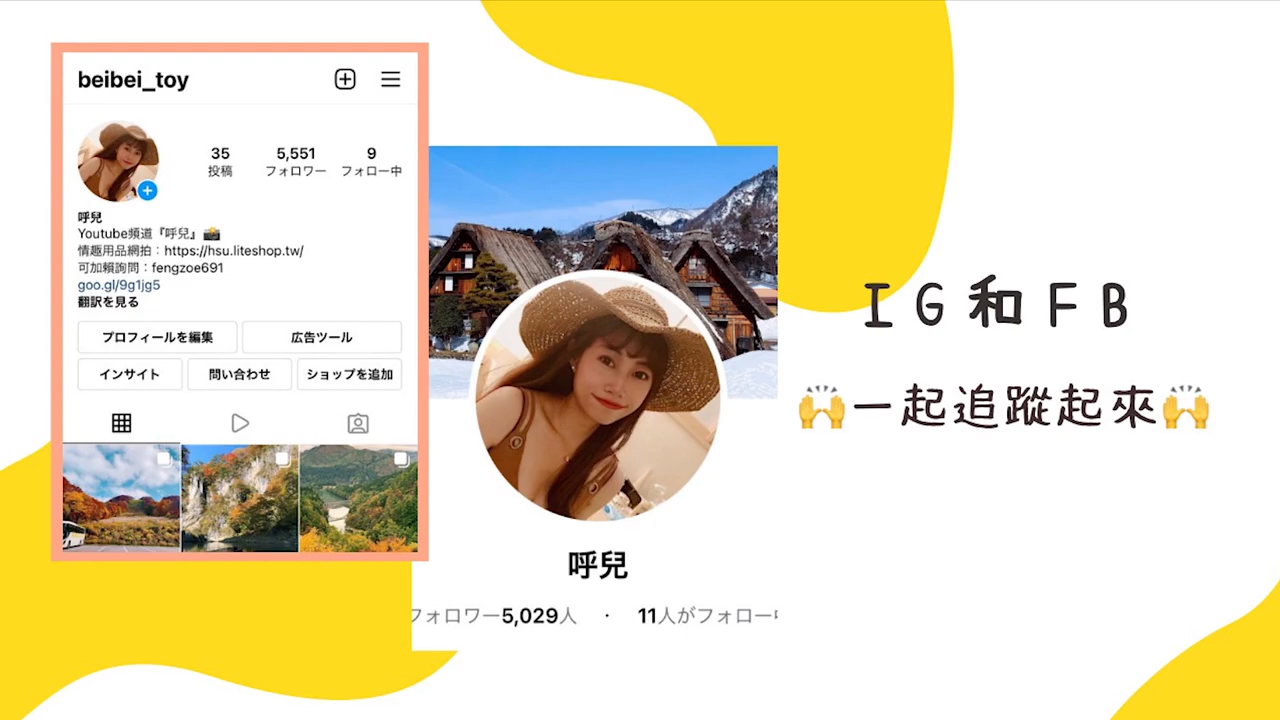 beibei_toy
35
5,551
9
投稿
フォロワー
フォロー中
呼兒
Youtube頻道『呼兒』📸
情趣用品網拍：https://hsu.liteshop.tw/
可加賴詢問：fengzoe691
goo.gl/9g1jg5
翻訳を見る
プロフィールを編集
広告ツール
インサイト
問い合わせ
ショップを追加
呼兒
フォロワー5,029人 · 11人がフォロー中
IG和FB
🙌一起追蹤起來🙌